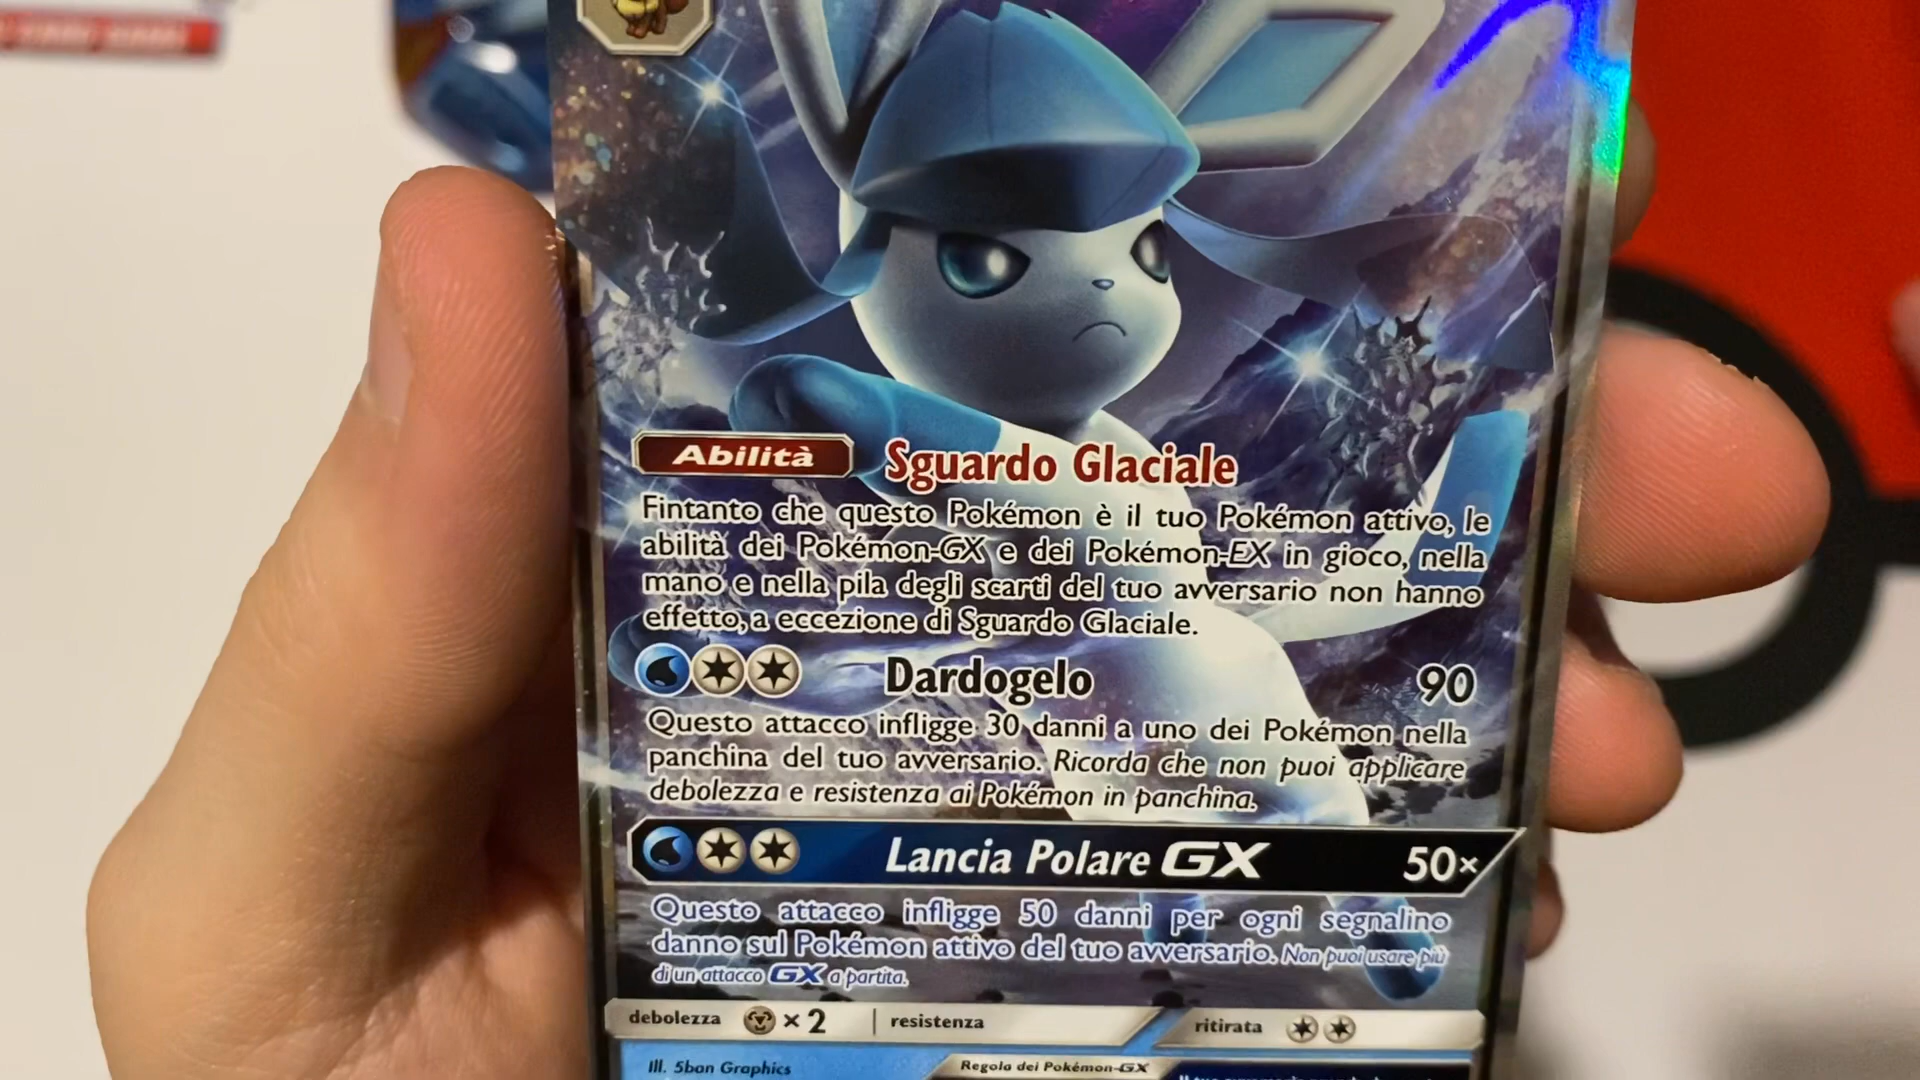 Abilità Sguardo Glaciale
Fintanto che questo Pokémon è il tuo Pokémon attivo, le
abilità dei Pokémon-GX e dei Pokémon-EX in gioco, nella
mano e nella pila degli scarti del tuo avversario non hanno
effetto, a eccezione di Sguardo Glaciale.
Dardogelo 90
Questo attacco infligge 30 danni a uno dei Pokémon nella
panchina del tuo avversario. Ricorda che non puoi applicare
debolezza e resistenza ai Pokémon in panchina.
Lancia Polare GX 50×
Questo attacco infligge 50 danni per ogni segnalino
danno sul Pokémon attivo del tuo avversario. Non puoi usare più
di un attacco GX a partita.
debolezza ×2 resistenza ritirata
Ill. 5ban Graphics Regola dei Pokémon-GX